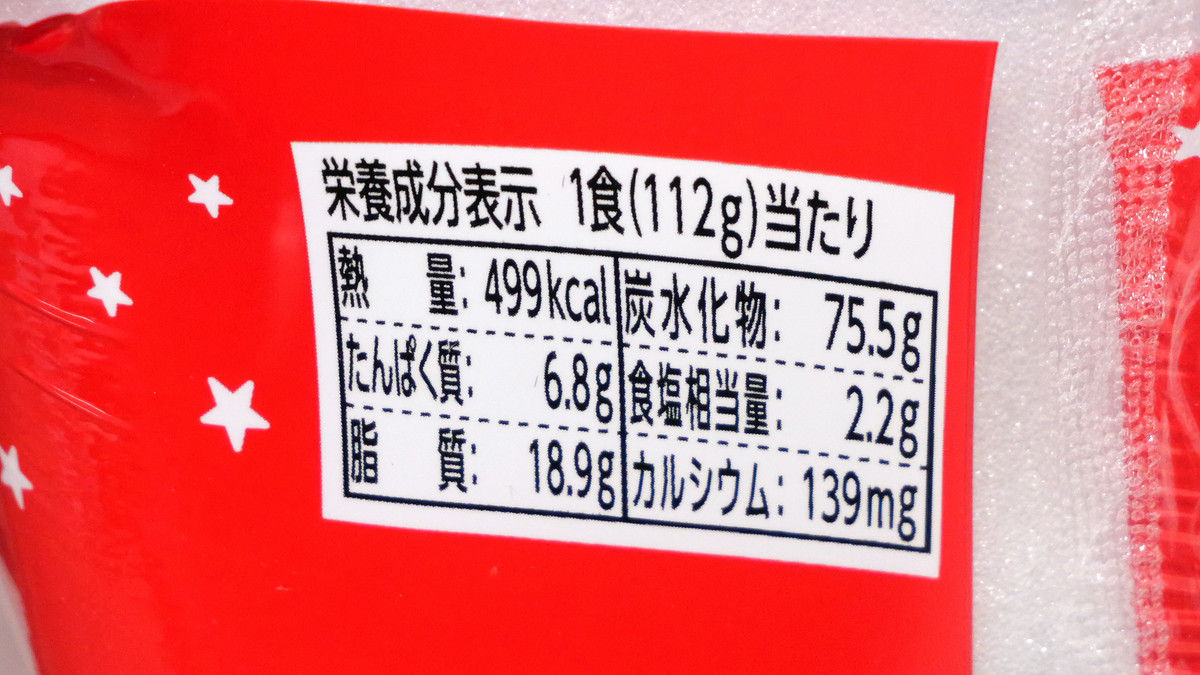 栄養成分表示 1食(112g)当たり
熱量: 499kcal
たんぱく質: 6.8g
脂質: 18.9g
炭水化物: 75.5g
食塩相当量: 2.2g
カルシウム: 139mg